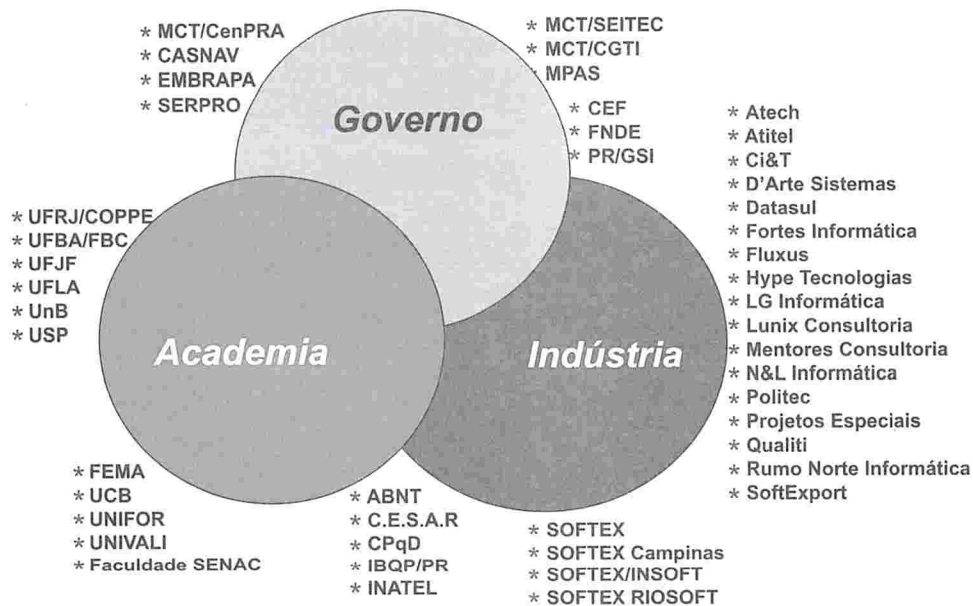 * MCT/CenPRA
* CASNAV
* EMBRAPA
* SERPRO
* MCT/SEITEC
* MCT/CGTI
* MPAS
Governo
* CEF
* FNDE
* PR/GSI
* Atech
* Atitel
* Ci&T
* D'Arte Sistemas
* Datasul
* Fortes Informática
* Fluxus
* Hype Tecnologias
* LG Informática
* Lunix Consultoria
* Mentores Consultoria
* N&L Informática
* Politec
* Projetos Especiais
* Qualiti
* Rumo Norte Informática
* SoftExport
* UFRJ/COPPE
* UFBA/FBC
* UFJF
* UFLA
* UnB
* USP
Academia
Indústria
* FEMA
* UCB
* UNIFOR
* UNIVALI
* Faculdade SENAC
* ABNT
* C.E.S.A.R
* CPqD
* IBQP/PR
* INATEL
* SOFTEX
* SOFTEX Campinas
* SOFTEX/INSOFT
* SOFTEX RIOSOFT